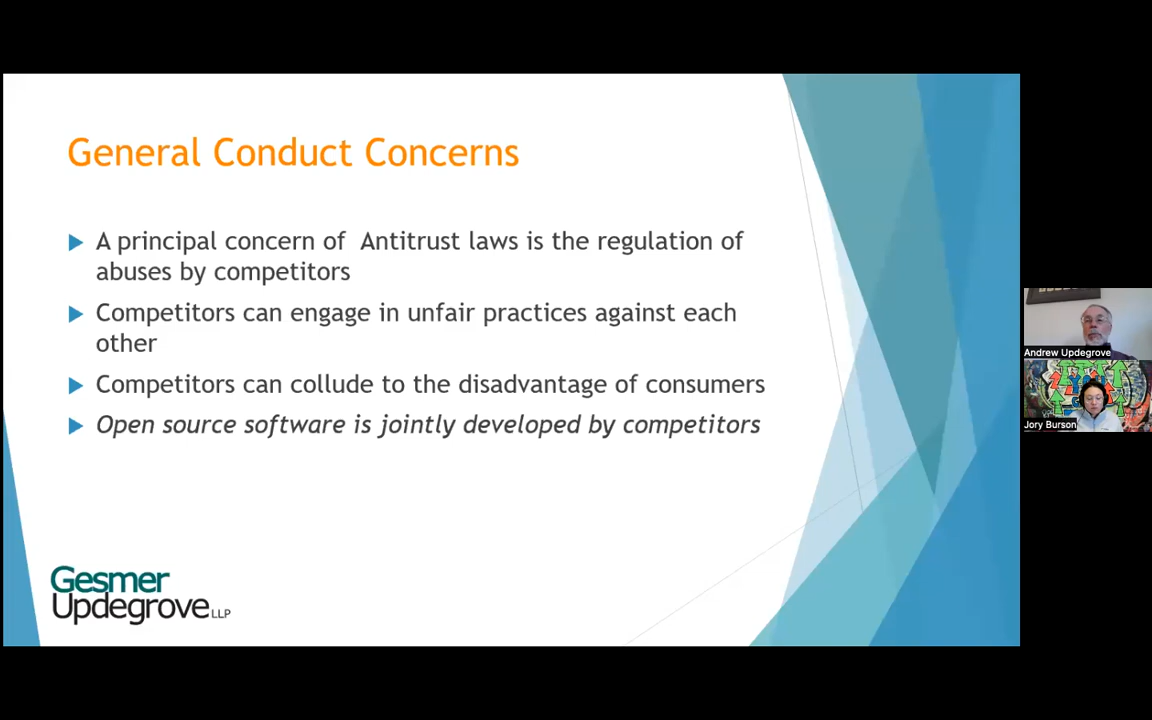 General Conduct Concerns
A principal concern of  Antitrust laws is the regulation of
abuses by competitors
Competitors can engage in unfair practices against each
other
Competitors can collude to the disadvantage of consumers
Open source software is jointly developed by competitors
Gesmer
Updegrove LLP
Andrew Updegrove
Jory Burson